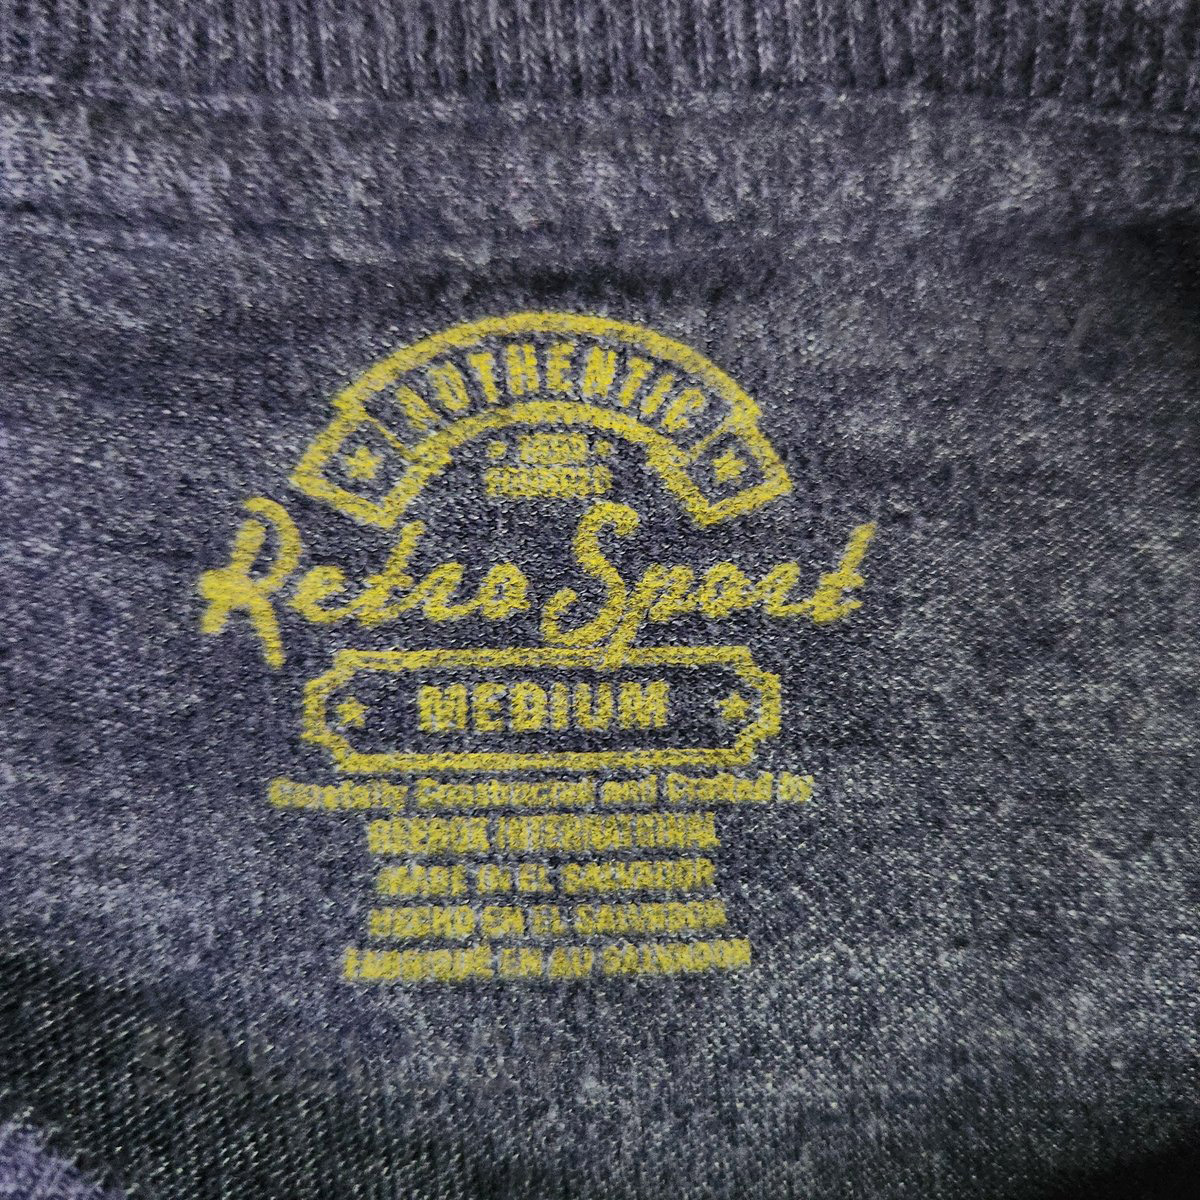 AUTHENTIC
Retro Sport
MEDIUM
Carefully Constructed and Crafted by
REEBOK INTERNATIONAL
MADE IN EL SALVADOR
HECHO EN EL SALVADOR
FABRIQUÉ EN AU SALVADOR